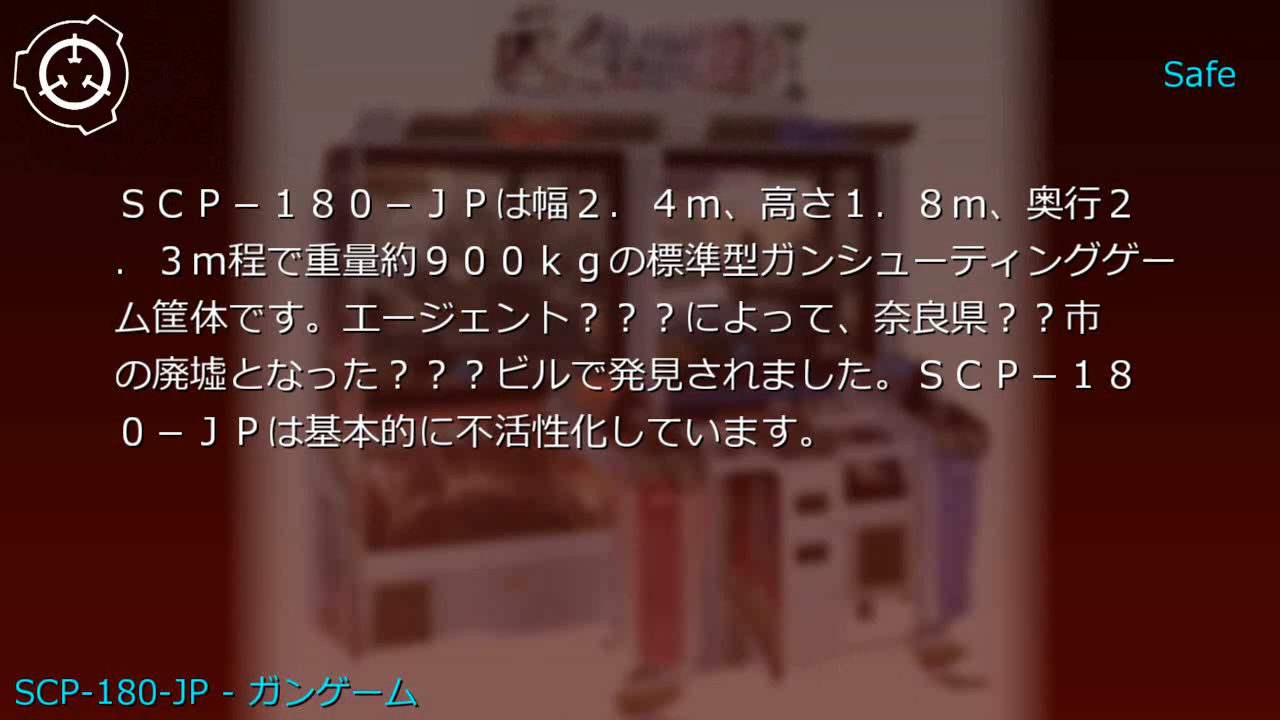 Safe
ＳＣＰ－１８０－ＪＰは幅２．４ｍ、高さ１．８ｍ、奥行２
．３ｍ程で重量約９００ｋｇの標準型ガンシューティングゲー
ム筐体です。エージェント？？？によって、奈良県？？市
の廃墟となった？？？ビルで発見されました。ＳＣＰ－１８
０－ＪＰは基本的に不活性化しています。
SCP-180-JP - ガンゲーム